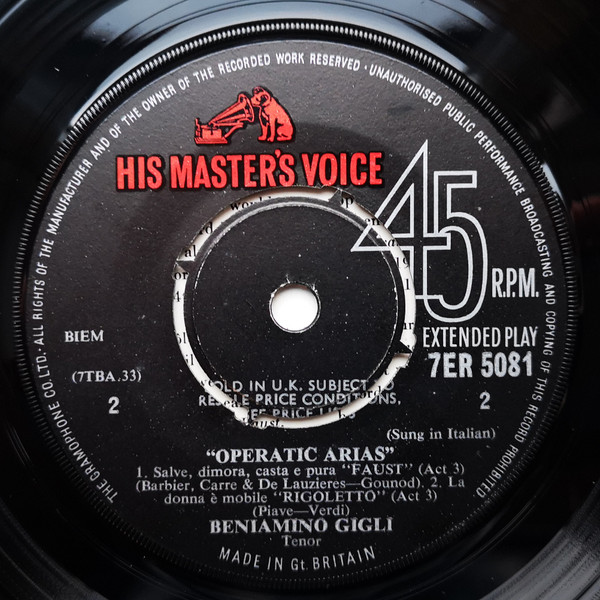 ALL RIGHTS OF THE MANUFACTURER AND OF THE OWNER OF THE RECORDED WORK RESERVED · UNAUTHORISED PUBLIC PERFORMANCE BROADCASTING AND COPYING OF THIS RECORD PROHIBITED
HIS MASTER'S VOICE
45
R.P.M.
EXTENDED PLAY
7ER 5081
BIEM
(7TBA.33)
2
2
SOLD IN U.K. SUBJECT TO
RESALE PRICE CONDITIONS,
SEE PRICE LISTS
(Sung in Italian)
"OPERATIC ARIAS"
1. Salve, dimora, casta e pura "FAUST" (Act 3)
(Barbier, Carre & De Lauzieres—Gounod). 2. La
donna è mobile "RIGOLETTO" (Act 3)
(Piave—Verdi)
BENIAMINO GIGLI
Tenor
THE GRAMOPHONE CO. LTD.
MADE IN Gt. BRITAIN